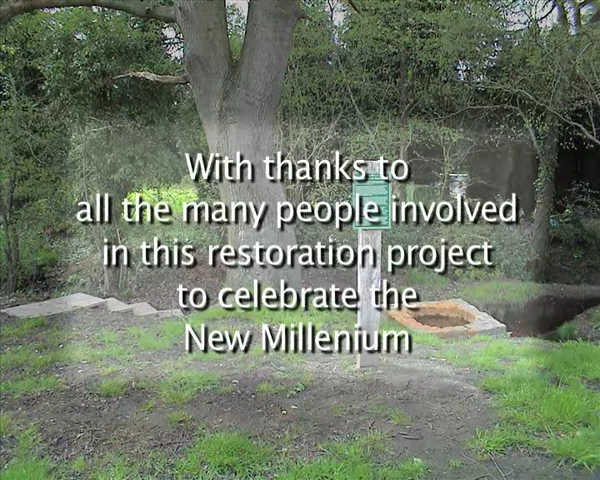 With thanks to
all the many people involved
in this restoration project
to celebrate the
New Millenium